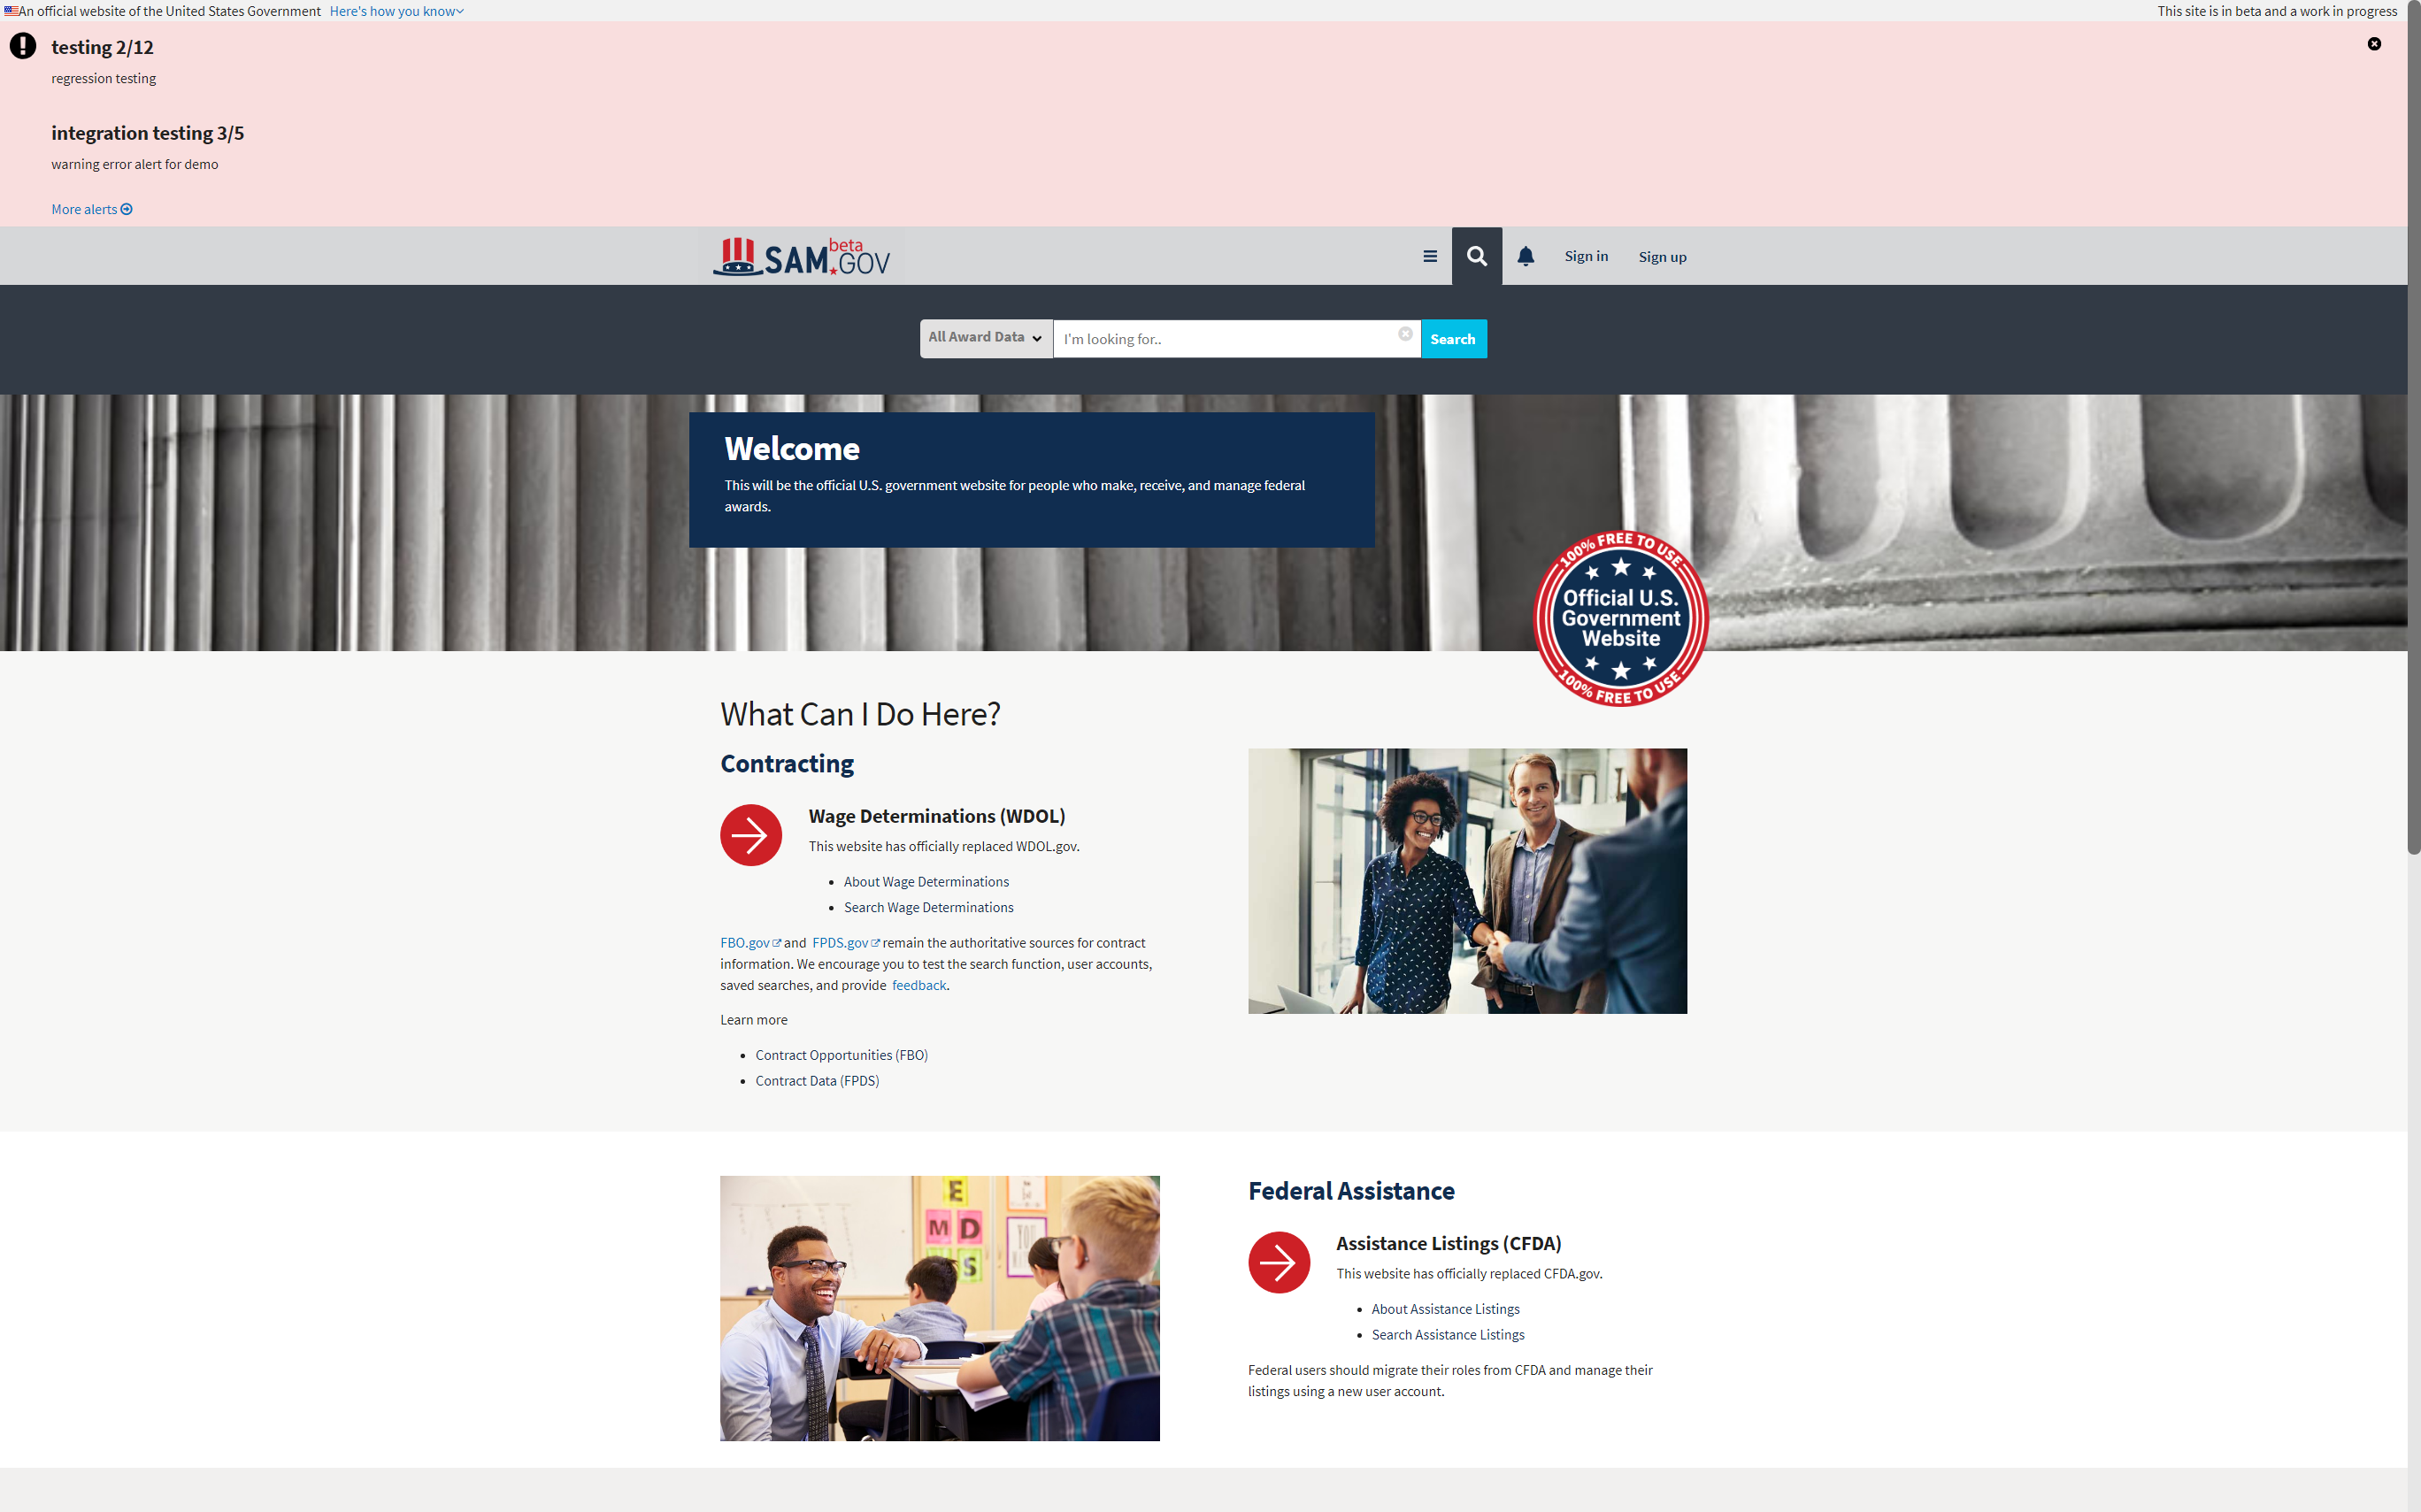 An official website of the United States Government Here's how you know
This site is in beta and a work in progress
testing 2/12
regression testing
integration testing 3/5
warning error alert for demo
More alerts
beta
SAM.GOV
Sign in
Sign up
All Award Data
I'm looking for..
Search
Welcome
This will be the official U.S. government website for people who make, receive, and manage federal
awards.
100% FREE TO USE
Official U.S.
Government
Website
100% FREE TO USE
What Can I Do Here?
Contracting
Wage Determinations (WDOL)
This website has officially replaced WDOL.gov.
• About Wage Determinations
• Search Wage Determinations
FBO.gov and FPDS.gov remain the authoritative sources for contract
information. We encourage you to test the search function, user accounts,
saved searches, and provide feedback.
Learn more
• Contract Opportunities (FBO)
• Contract Data (FPDS)
E
M D
S
YOU
Federal Assistance
Assistance Listings (CFDA)
This website has officially replaced CFDA.gov.
• About Assistance Listings
• Search Assistance Listings
Federal users should migrate their roles from CFDA and manage their
listings using a new user account.